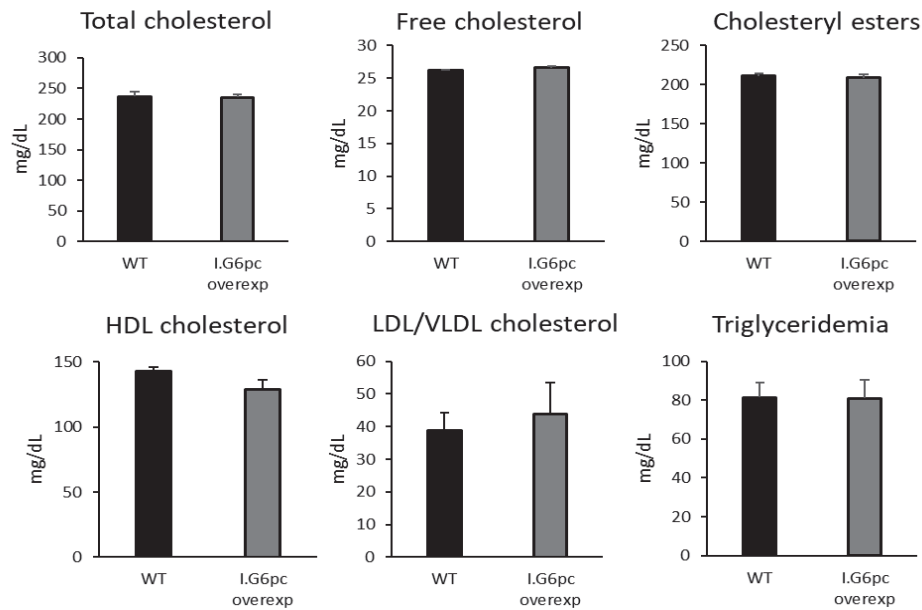 Total cholesterol
mg/dL
300
250
200
150
100
50
0
WT
I.G6pc
overexp
Free cholesterol
mg/dL
30
25
20
15
10
5
0
WT
I.G6pc
overexp
Cholesteryl esters
mg/dL
250
200
150
100
50
0
WT
I.G6pc
overexp
HDL cholesterol
mg/dL
150
100
50
0
WT
I.G6pc
overexp
LDL/VLDL cholesterol
mg/dL
60
50
40
30
20
10
0
WT
I.G6pc
overexp
Triglyceridemia
mg/dL
100
80
60
40
20
0
WT
I.G6pc
overexp